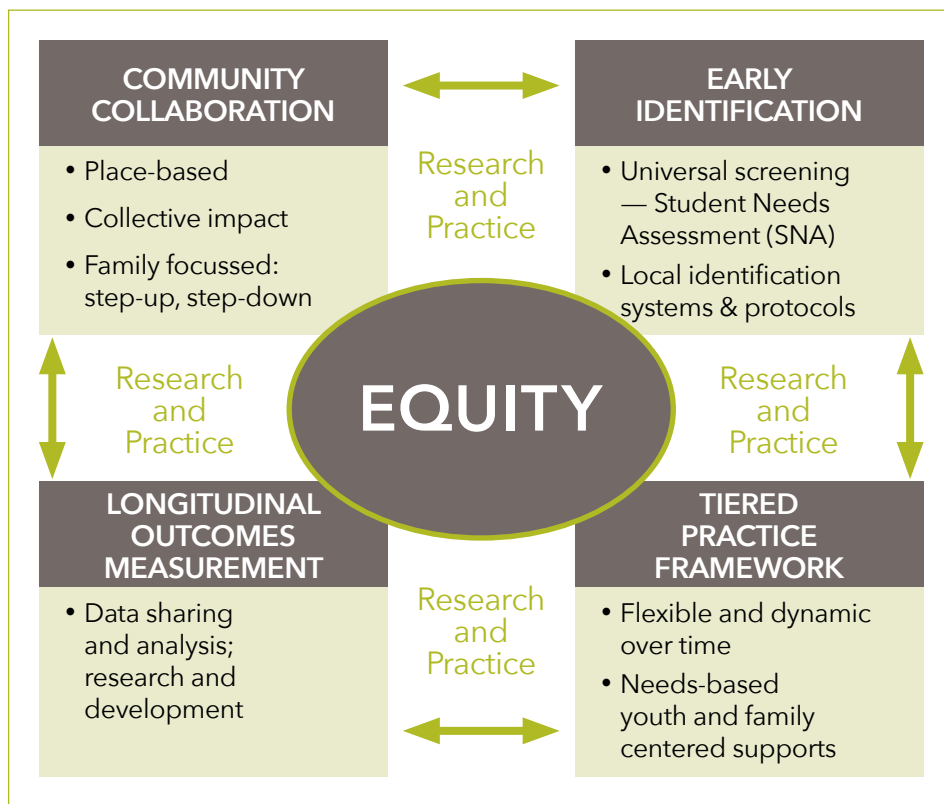 COMMUNITY
COLLABORATION
• Place-based
• Collective impact
• Family focussed:
step-up, step-down
Research
and
Practice
EARLY
IDENTIFICATION
• Universal screening
— Student Needs
Assessment (SNA)
• Local identification
systems & protocols
Research
and
Practice
EQUITY
Research
and
Practice
LONGITUDINAL
OUTCOMES
MEASUREMENT
• Data sharing
and analysis;
research and
development
Research
and
Practice
TIERED
PRACTICE
FRAMEWORK
• Flexible and dynamic
over time
• Needs-based
youth and family
centered supports